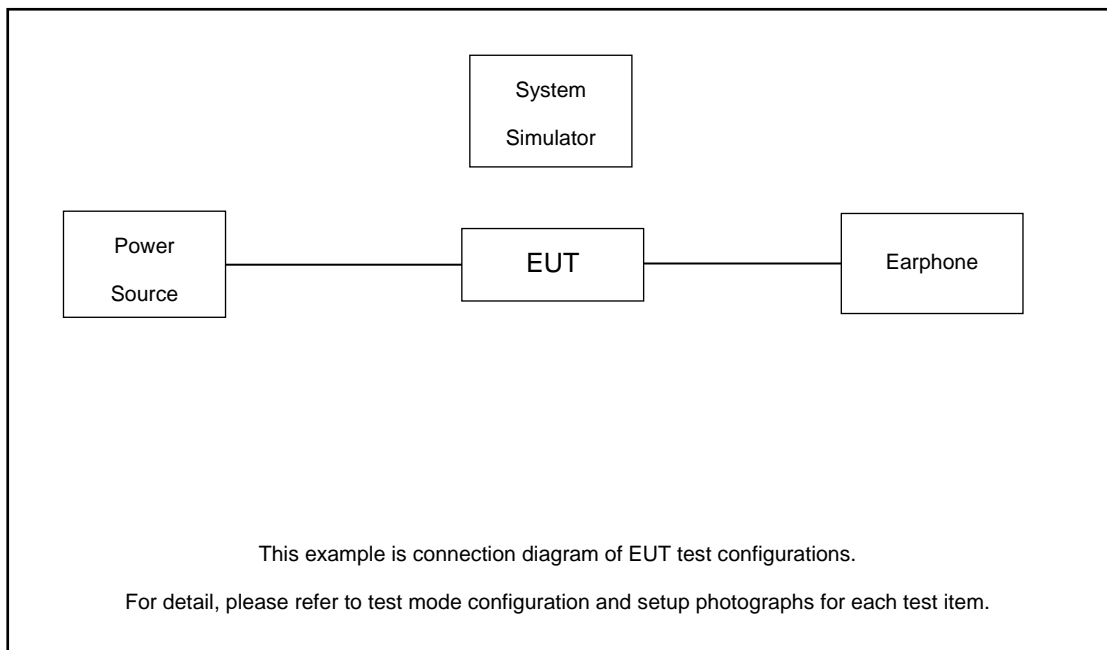 System
Simulator
Power
Source
EUT
Earphone
This example is connection diagram of EUT test configurations.
For detail, please refer to test mode configuration and setup photographs for each test item.